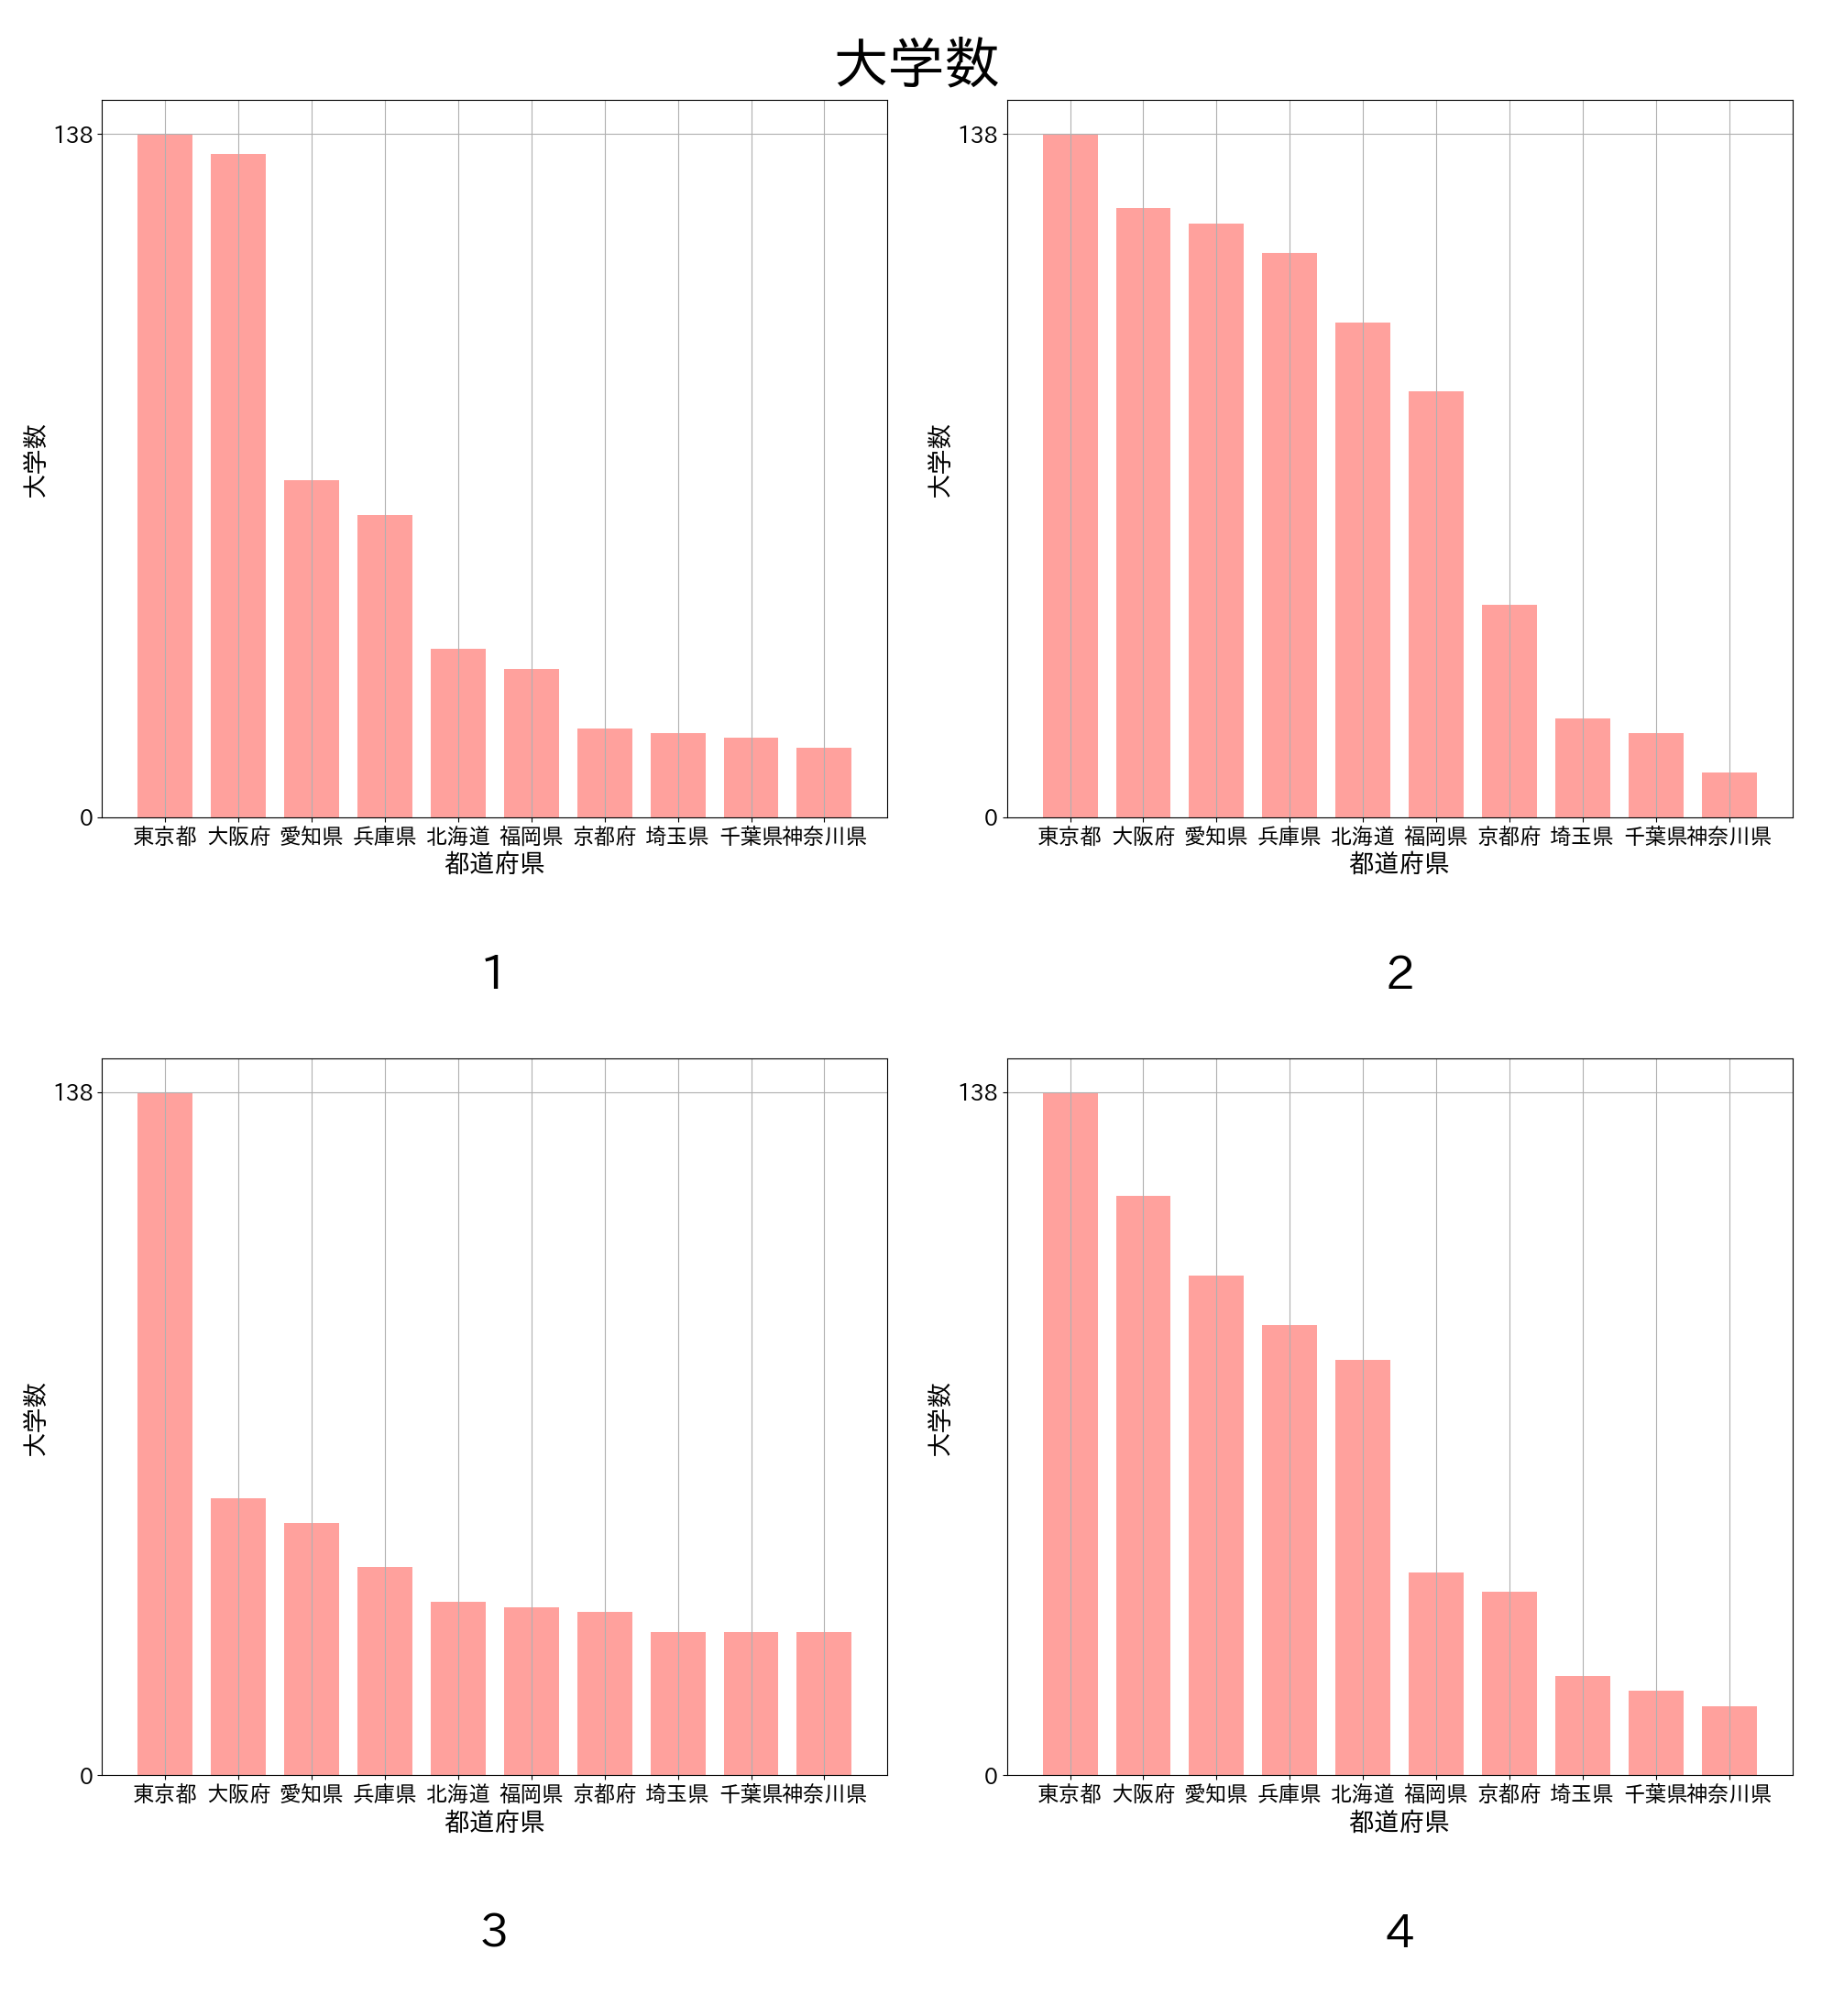 大学数
138
0
大学数
東京都 大阪府 愛知県 兵庫県 北海道 福岡県 京都府 埼玉県 千葉県 神奈川県
都道府県
1
138
0
大学数
東京都 大阪府 愛知県 兵庫県 北海道 福岡県 京都府 埼玉県 千葉県 神奈川県
都道府県
2
138
0
大学数
東京都 大阪府 愛知県 兵庫県 北海道 福岡県 京都府 埼玉県 千葉県 神奈川県
都道府県
3
138
0
大学数
東京都 大阪府 愛知県 兵庫県 北海道 福岡県 京都府 埼玉県 千葉県 神奈川県
都道府県
4